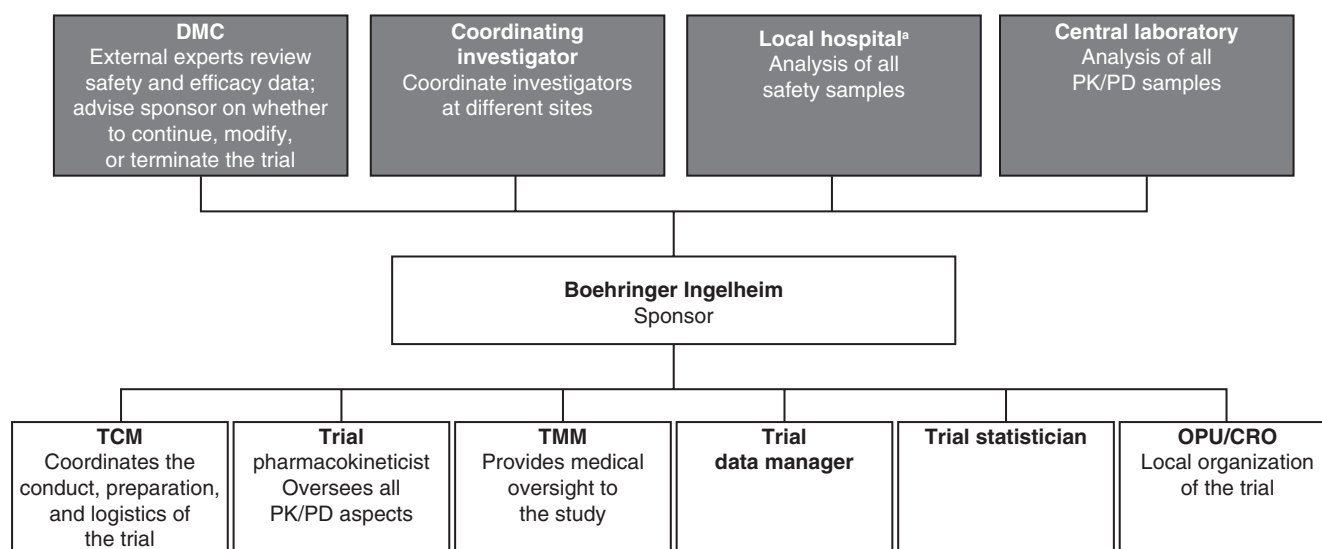 DMC
External experts review
safety and efficacy data;
advise sponsor on whether
to continue, modify,
or terminate the trial
Coordinating
investigator
Coordinate investigators
at different sites
Local hospitalᵃ
Analysis of all
safety samples
Central laboratory
Analysis of all
PK/PD samples
Boehringer Ingelheim
Sponsor
TCM
Coordinates the
conduct, preparation,
and logistics of
the trial
Trial
pharmacokineticist
Oversees all
PK/PD aspects
TMM
Provides medical
oversight to
the study
Trial
data manager
Trial statistician
OPU/CRO
Local organization
of the trial